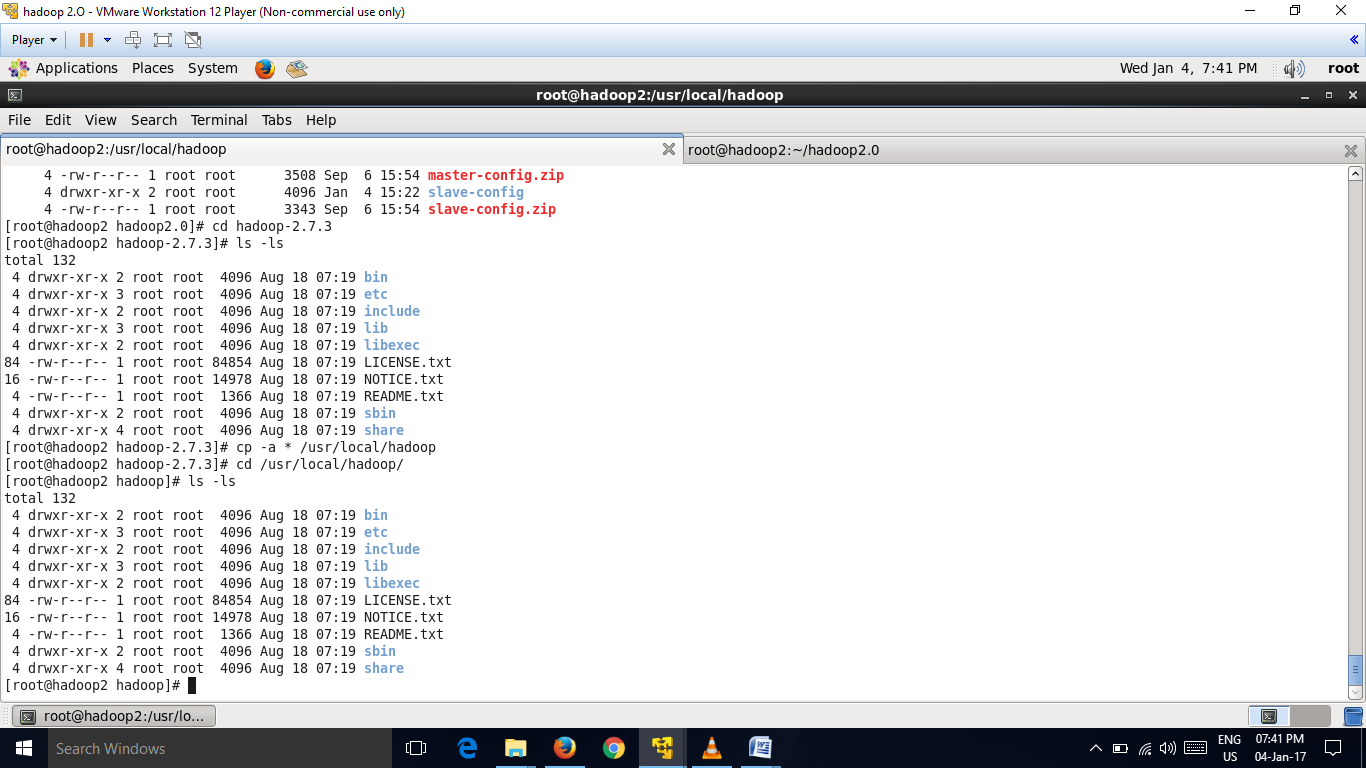 hadoop 2.O - VMware Workstation 12 Player (Non-commercial use only)
Player
Applications Places System Wed Jan 4, 7:41 PM root
root@hadoop2:/usr/local/hadoop
File Edit View Search Terminal Tabs Help
root@hadoop2:/usr/local/hadoop root@hadoop2:~/hadoop2.0
4 -rw-r--r-- 1 root root 3508 Sep 6 15:54 master-config.zip
4 drwxr-xr-x 2 root root 4096 Jan 4 15:22 slave-config
4 -rw-r--r-- 1 root root 3343 Sep 6 15:54 slave-config.zip
[root@hadoop2 hadoop2.0]# cd hadoop-2.7.3
[root@hadoop2 hadoop-2.7.3]# ls -ls
total 132
4 drwxr-xr-x 2 root root 4096 Aug 18 07:19 bin
4 drwxr-xr-x 3 root root 4096 Aug 18 07:19 etc
4 drwxr-xr-x 2 root root 4096 Aug 18 07:19 include
4 drwxr-xr-x 3 root root 4096 Aug 18 07:19 lib
4 drwxr-xr-x 2 root root 4096 Aug 18 07:19 libexec
84 -rw-r--r-- 1 root root 84854 Aug 18 07:19 LICENSE.txt
16 -rw-r--r-- 1 root root 14978 Aug 18 07:19 NOTICE.txt
4 -rw-r--r-- 1 root root 1366 Aug 18 07:19 README.txt
4 drwxr-xr-x 2 root root 4096 Aug 18 07:19 sbin
4 drwxr-xr-x 4 root root 4096 Aug 18 07:19 share
[root@hadoop2 hadoop-2.7.3]# cp -a * /usr/local/hadoop
[root@hadoop2 hadoop-2.7.3]# cd /usr/local/hadoop/
[root@hadoop2 hadoop]# ls -ls
total 132
4 drwxr-xr-x 2 root root 4096 Aug 18 07:19 bin
4 drwxr-xr-x 3 root root 4096 Aug 18 07:19 etc
4 drwxr-xr-x 2 root root 4096 Aug 18 07:19 include
4 drwxr-xr-x 3 root root 4096 Aug 18 07:19 lib
4 drwxr-xr-x 2 root root 4096 Aug 18 07:19 libexec
84 -rw-r--r-- 1 root root 84854 Aug 18 07:19 LICENSE.txt
16 -rw-r--r-- 1 root root 14978 Aug 18 07:19 NOTICE.txt
4 -rw-r--r-- 1 root root 1366 Aug 18 07:19 README.txt
4 drwxr-xr-x 2 root root 4096 Aug 18 07:19 sbin
4 drwxr-xr-x 4 root root 4096 Aug 18 07:19 share
[root@hadoop2 hadoop]#
root@hadoop2:/usr/lo...
Search Windows
ENG 07:41 PM
US 04-Jan-17